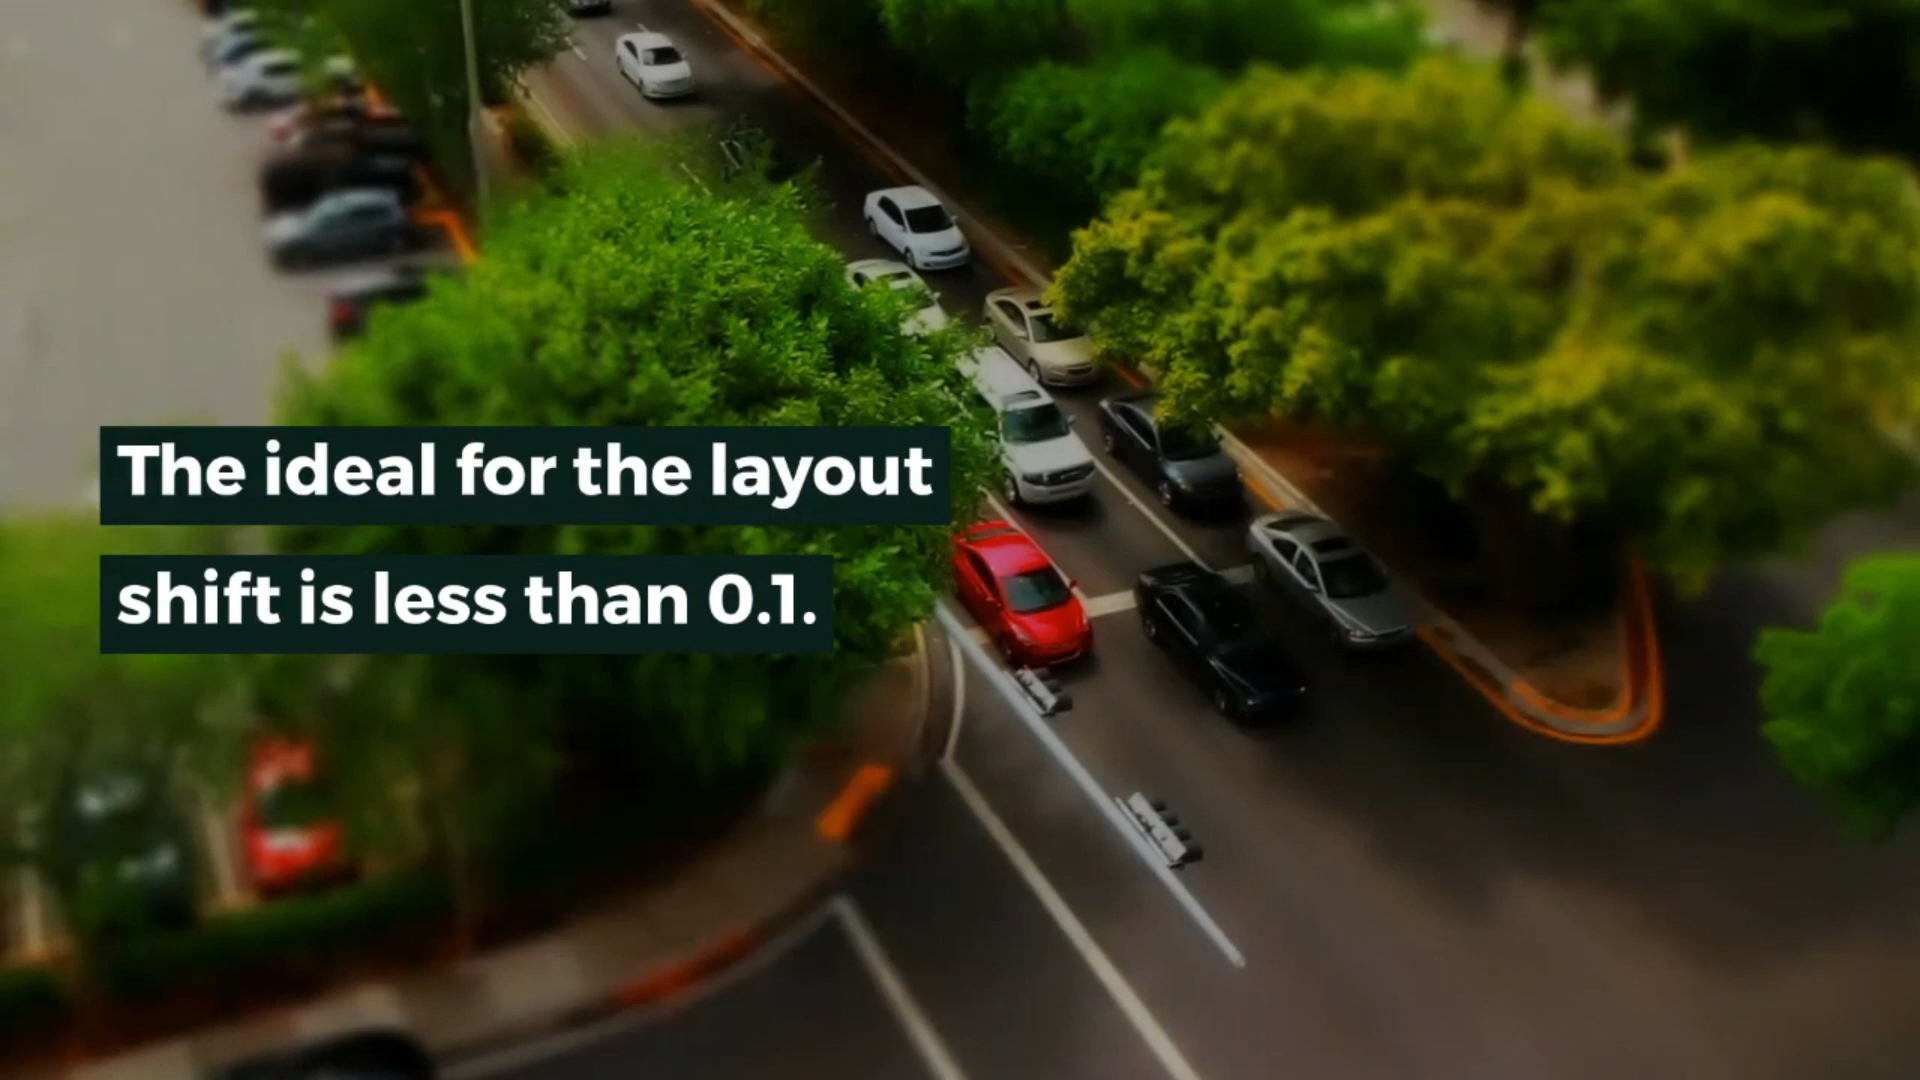 The ideal for the layout
shift is less than 0.1.